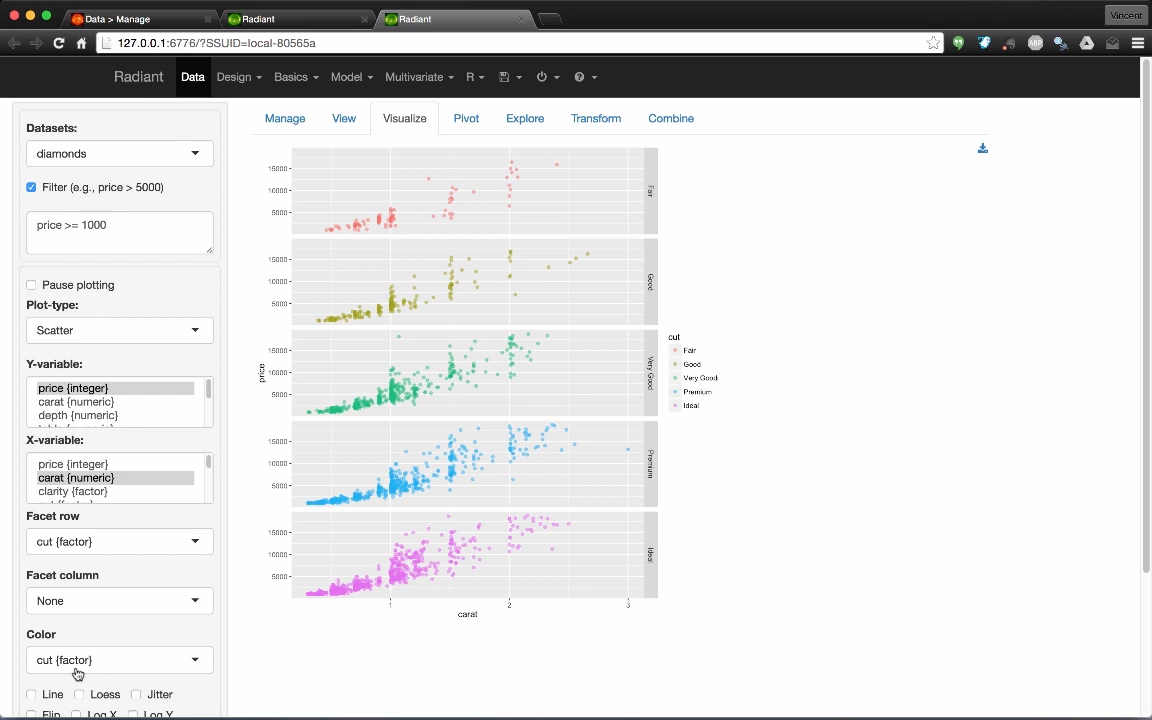 Data > Manage
Radiant
Radiant
Vincent
127.0.0.1:6776/?SSUID=local-80565a
ABP
Radiant
Data
Design
Basics
Model
Multivariate
R
Datasets:
diamonds
Filter (e.g., price > 5000)
price >= 1000
Pause plotting
Plot-type:
Scatter
Y-variable:
price {integer}
carat {numeric}
depth {numeric}
X-variable:
price {integer}
carat {numeric}
clarity {factor}
Facet row
cut {factor}
Facet column
None
Color
cut {factor}
Line
Loess
Jitter
Flip
Log X
Log Y
Manage
View
Visualize
Pivot
Explore
Transform
Combine
15000
10000
5000
Fair
15000
10000
5000
Good
15000
10000
5000
Very Good
15000
10000
5000
Premium
15000
10000
5000
Ideal
price
1
2
3
carat
cut
Fair
Good
Very Good
Premium
Ideal